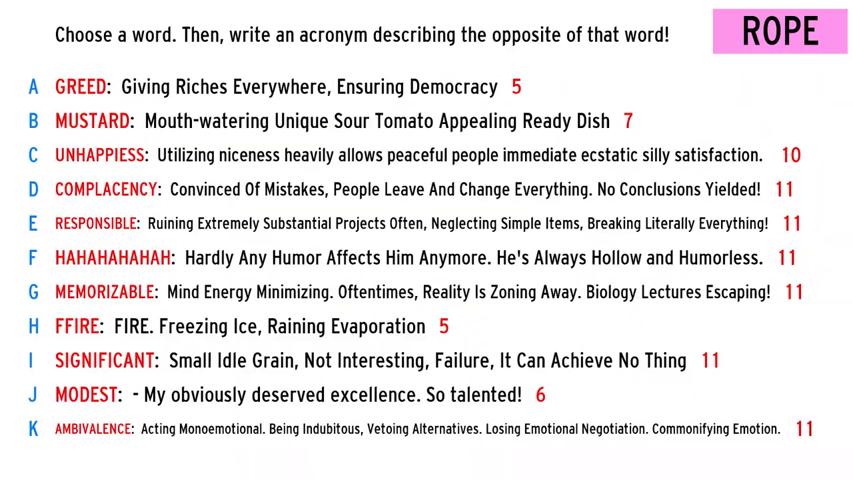 Choose a word. Then, write an acronym describing the opposite of that word!
ROPE
A GREED: Giving Riches Everywhere, Ensuring Democracy 5
B MUSTARD: Mouth-watering Unique Sour Tomato Appealing Ready Dish 7
C UNHAPPIESS: Utilizing niceness heavily allows peaceful people immediate ecstatic silly satisfaction. 10
D COMPLACENCY: Convinced Of Mistakes, People Leave And Change Everything. No Conclusions Yielded! 11
E RESPONSIBLE: Ruining Extremely Substantial Projects Often, Neglecting Simple Items, Breaking Literally Everything! 11
F HAHAHAHAHAH: Hardly Any Humor Affects Him Anymore. He's Always Hollow and Humorless. 11
G MEMORIZABLE: Mind Energy Minimizing. Oftentimes, Reality Is Zoning Away. Biology Lectures Escaping! 11
H FFIRE: FIRE. Freezing Ice, Raining Evaporation 5
I SIGNIFICANT: Small Idle Grain, Not Interesting, Failure, It Can Achieve No Thing 11
J MODEST: - My obviously deserved excellence. So talented! 6
K AMBIVALENCE: Acting Monoemotional. Being Indubitous, Vetoing Alternatives. Losing Emotional Negotiation. Commonifying Emotion. 11